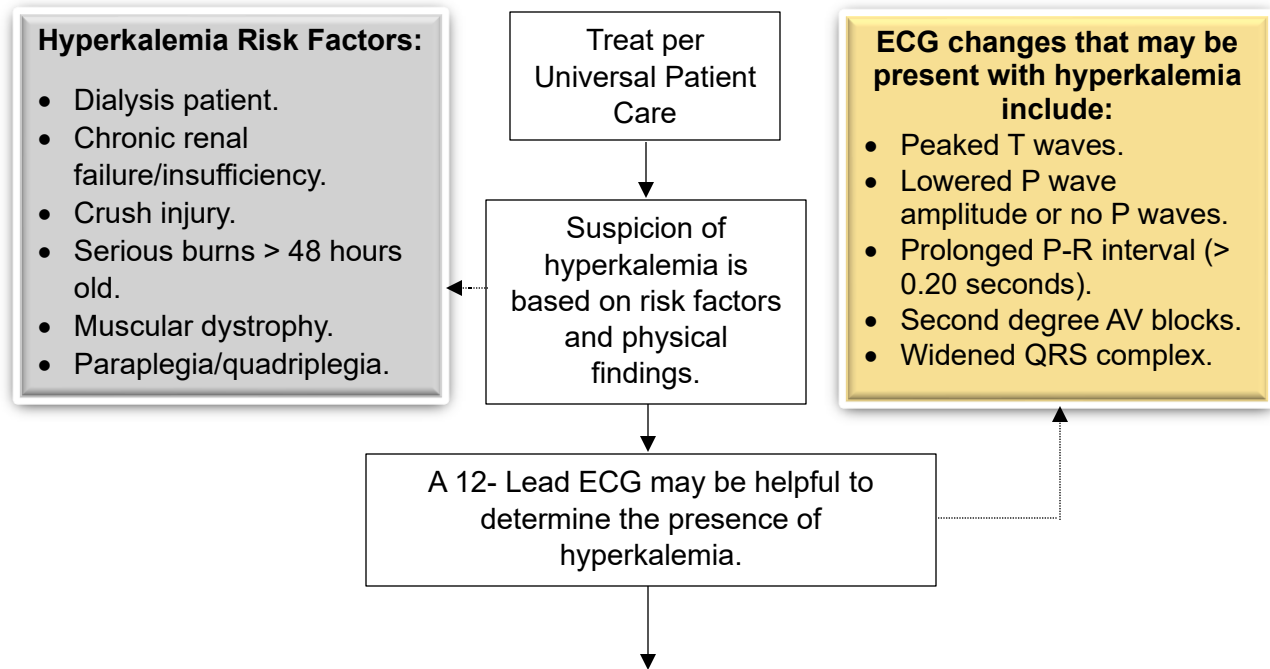 Hyperkalemia Risk Factors:
• Dialysis patient.
• Chronic renal
failure/insufficiency.
• Crush injury.
• Serious burns > 48 hours
old.
• Muscular dystrophy.
• Paraplegia/quadriplegia.
Treat per
Universal Patient
Care
Suspicion of
hyperkalemia is
based on risk factors
and physical
findings.
A 12- Lead ECG may be helpful to
determine the presence of
hyperkalemia.
ECG changes that may be
present with hyperkalemia
include:
• Peaked T waves.
• Lowered P wave
amplitude or no P waves.
• Prolonged P-R interval (>
0.20 seconds).
• Second degree AV blocks.
• Widened QRS complex.